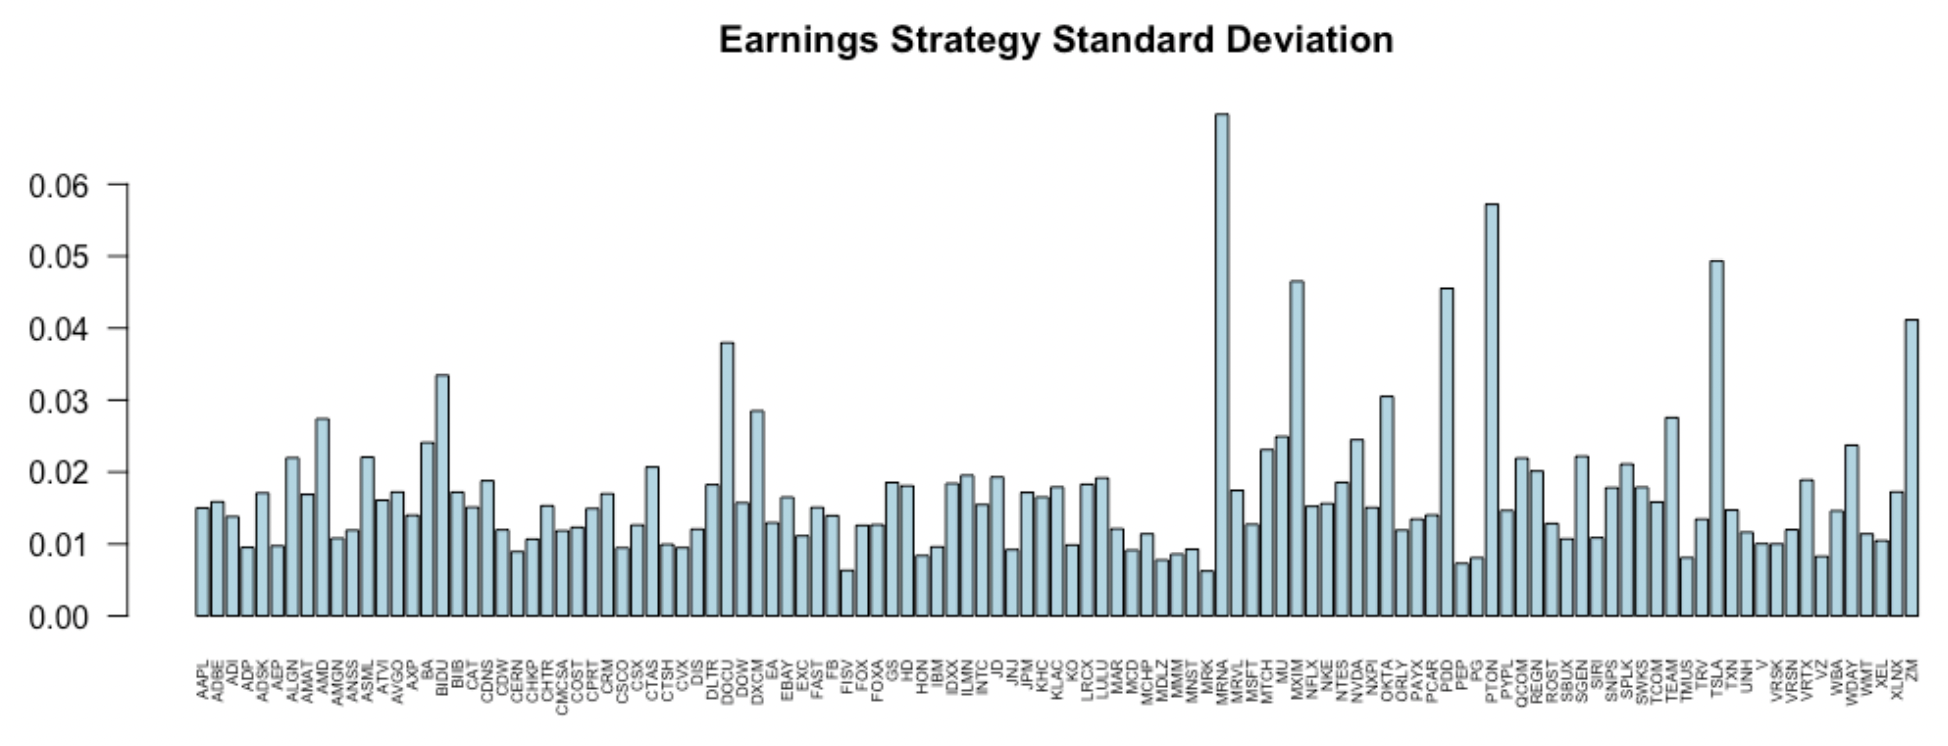 Earnings Strategy Standard Deviation
0.06
0.05
0.04
0.03
0.02
0.01
0.00
AAPL
ADBE
ADI
ADP
ADSK
AEP
ALGN
AMAT
AMD
AMGN
ANSS
ASML
ATVI
AVGO
AXP
BA
BIDU
BIB
CAT
CDNS
CDW
CERN
CHKP
CHTR
CMCSA
COST
CPRT
CRM
CSCO
CSX
CTAS
CTSH
CVX
DIS
DLTR
DOCU
DOW
DXCM
EA
EBAY
EXC
FAST
FB
FISV
FOX
FOXA
GS
HD
HON
IBM
IDXX
ILMN
INTC
JD
JNJ
JPM
KHC
KLAC
KO
LRCX
LULU
MAR
MCD
MCHP
MDLZ
MMM
MNST
MRK
MRNA
MRVL
MSFT
MTCH
MU
MXIM
NFLX
NKE
NTES
NVDA
NXPI
OKTA
ORLY
PAYX
PCAR
PDD
PEP
PG
PTON
PYPL
QCOM
REGN
ROST
SBUX
SGEN
SIRI
SNPS
SPLK
SWKS
TCOM
TEAM
TMUS
TRV
TSLA
TXN
UNH
V
VRSK
VRSN
VRTX
VZ
WBA
WDAY
WMT
XEL
XLNX
ZM